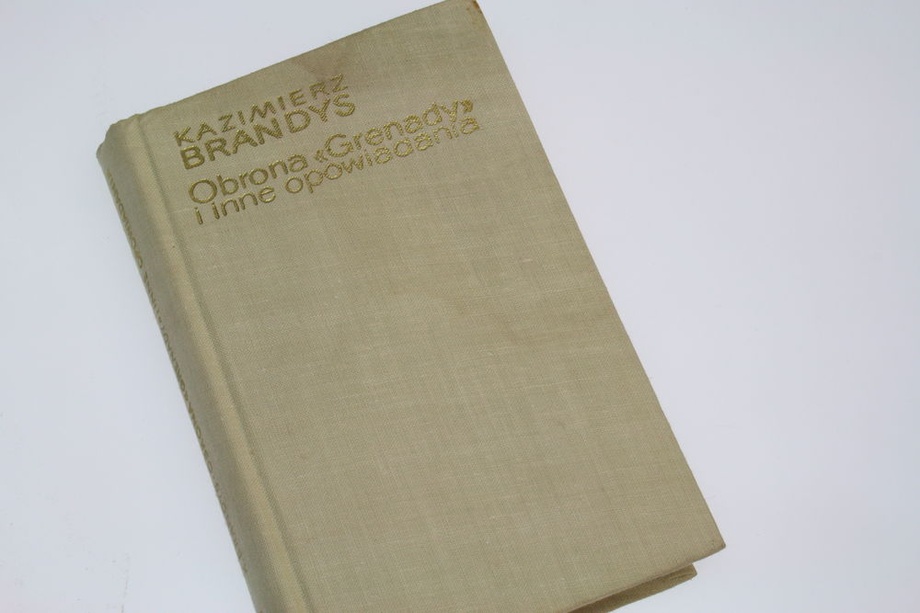 KAZIMIERZ
BRANDYS
Obrona «Grenady»
i inne opowiadania